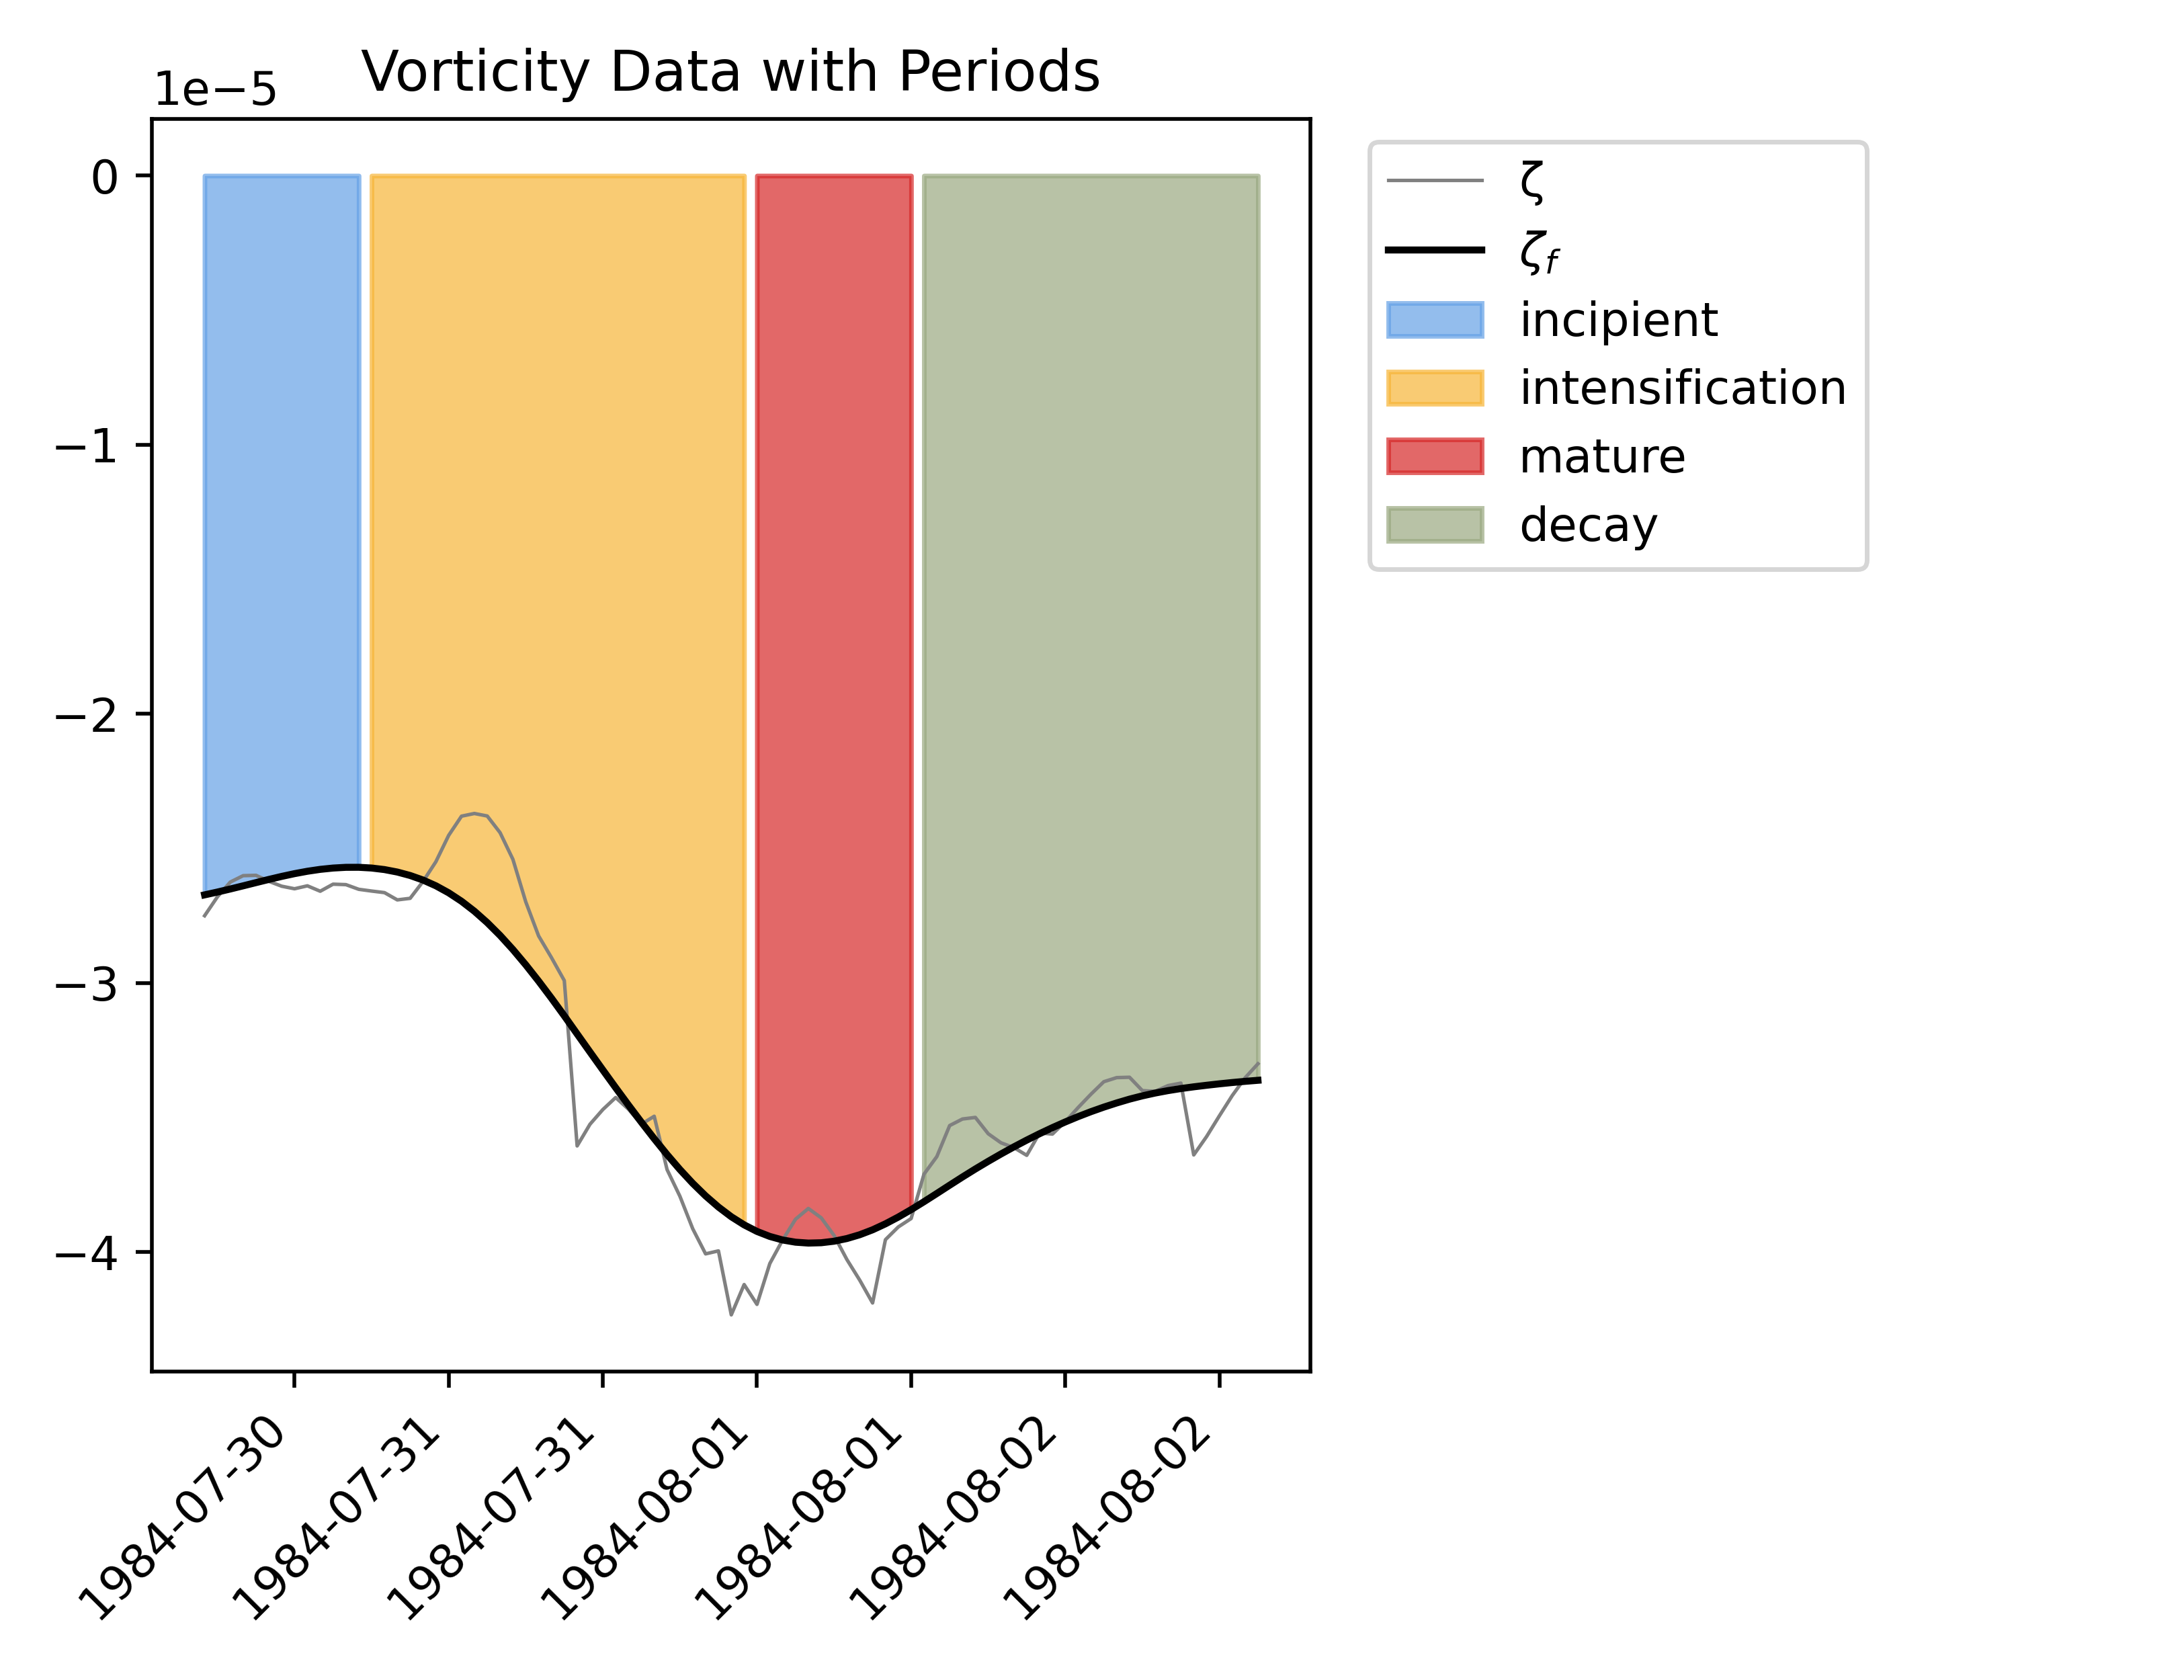 Vorticity Data with Periods
1e−5
0
−1
−2
−3
−4
1984-07-30
1984-07-31
1984-07-31
1984-08-01
1984-08-01
1984-08-02
1984-08-02
ζ
ζf
incipient
intensification
mature
decay